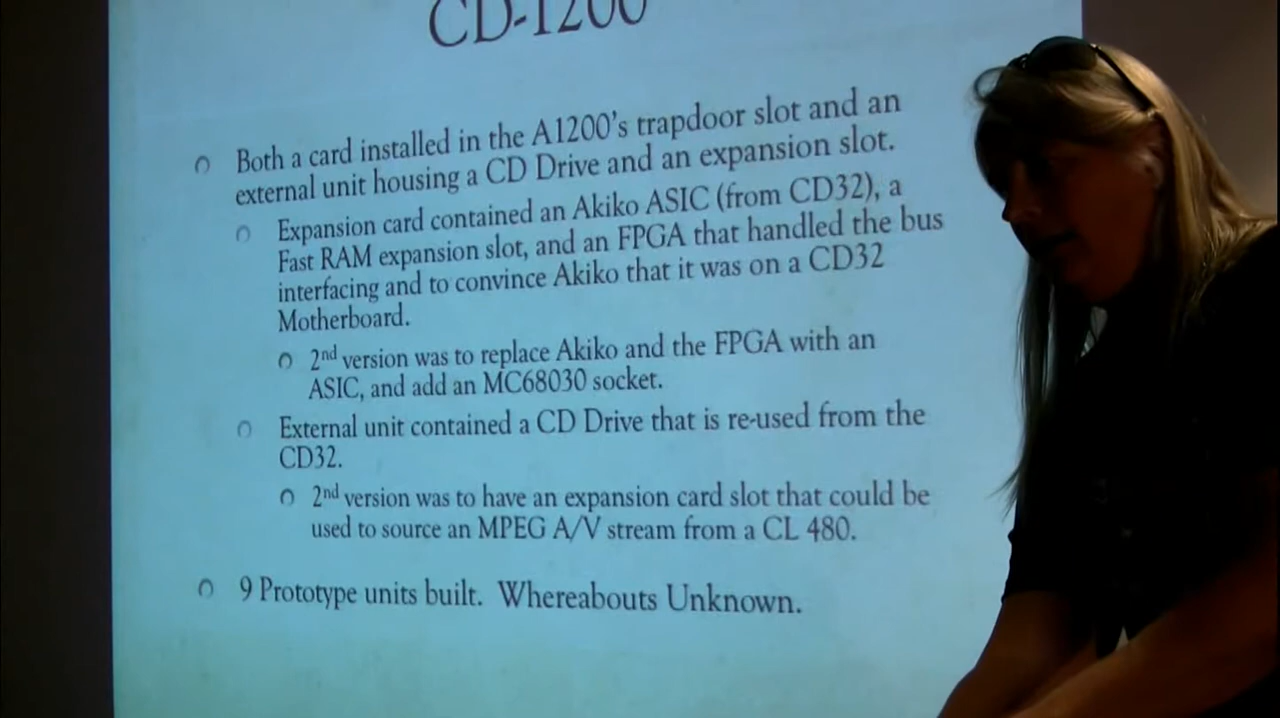 CD-1200
Both a card installed in the A1200's trapdoor slot and an
external unit housing a CD Drive and an expansion slot.
Expansion card contained an Akiko ASIC (from CD32), a
Fast RAM expansion slot, and an FPGA that handled the bus
interfacing and to convince Akiko that it was on a CD32
Motherboard.
2nd version was to replace Akiko and the FPGA with an
ASIC, and add an MC68030 socket.
External unit contained a CD Drive that is re-used from the
CD32.
2nd version was to have an expansion card slot that could be
used to source an MPEG A/V stream from a CL 480.
9 Prototype units built. Whereabouts Unknown.